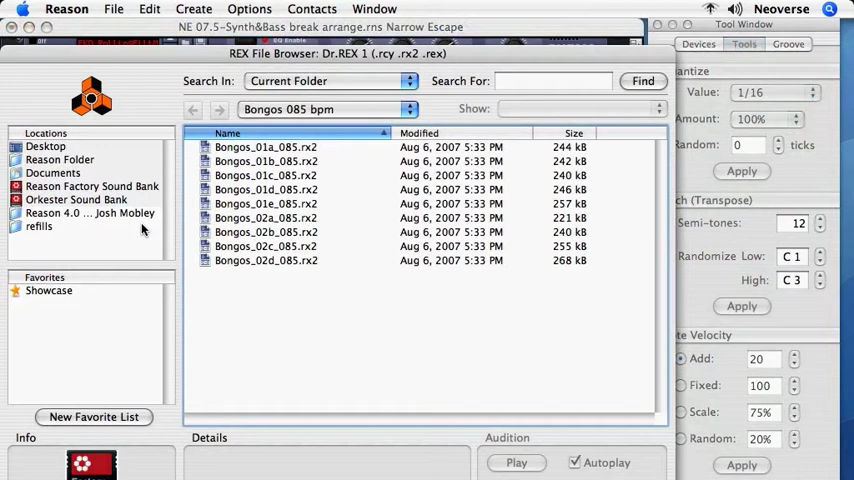 Reason File Edit Create Options Contacts Window Neoverse
NE 07.5-Synth&Bass break arrange.rns Narrow Escape
Tool Window
REX File Browser: Dr.REX 1 (.rcy .rx2 .rex)
Devices Tools Groove
Search In: Current Folder Search For: Find
Bongos 085 bpm Show:
Locations
Desktop
Reason Folder
Documents
Reason Factory Sound Bank
Orkester Sound Bank
Reason 4.0 ... Josh Mobley
refills
Favorites
Showcase
New Favorite List
Info
Name Modified Size
Bongos_01a_085.rx2 Aug 6, 2007 5:33 PM 244 kB
Bongos_01b_085.rx2 Aug 6, 2007 5:33 PM 242 kB
Bongos_01c_085.rx2 Aug 6, 2007 5:33 PM 240 kB
Bongos_01d_085.rx2 Aug 6, 2007 5:33 PM 246 kB
Bongos_01e_085.rx2 Aug 6, 2007 5:33 PM 257 kB
Bongos_02a_085.rx2 Aug 6, 2007 5:33 PM 221 kB
Bongos_02b_085.rx2 Aug 6, 2007 5:33 PM 240 kB
Bongos_02c_085.rx2 Aug 6, 2007 5:33 PM 255 kB
Bongos_02d_085.rx2 Aug 6, 2007 5:33 PM 268 kB
Details
Audition
Play Autoplay
antize
Value: 1/16
Amount: 100%
Random: 0 ticks
Apply
ch (Transpose)
Semi-tones: 12
Randomize Low: C 1
High: C 3
Apply
te Velocity
Add: 20
Fixed: 100
Scale: 75%
Random: 20%
Apply